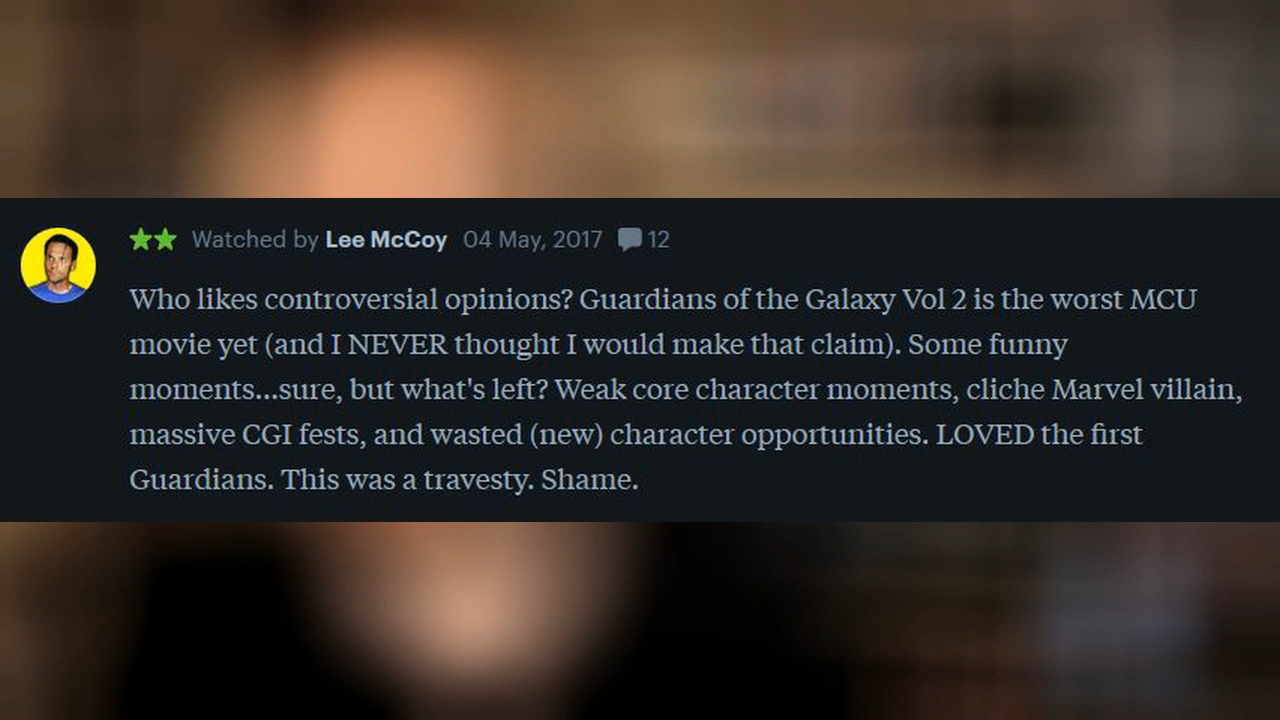 ★★ Watched by Lee McCoy 04 May, 2017 12
Who likes controversial opinions? Guardians of the Galaxy Vol 2 is the worst MCU
movie yet (and I NEVER thought I would make that claim). Some funny
moments...sure, but what's left? Weak core character moments, cliche Marvel villain,
massive CGI fests, and wasted (new) character opportunities. LOVED the first
Guardians. This was a travesty. Shame.